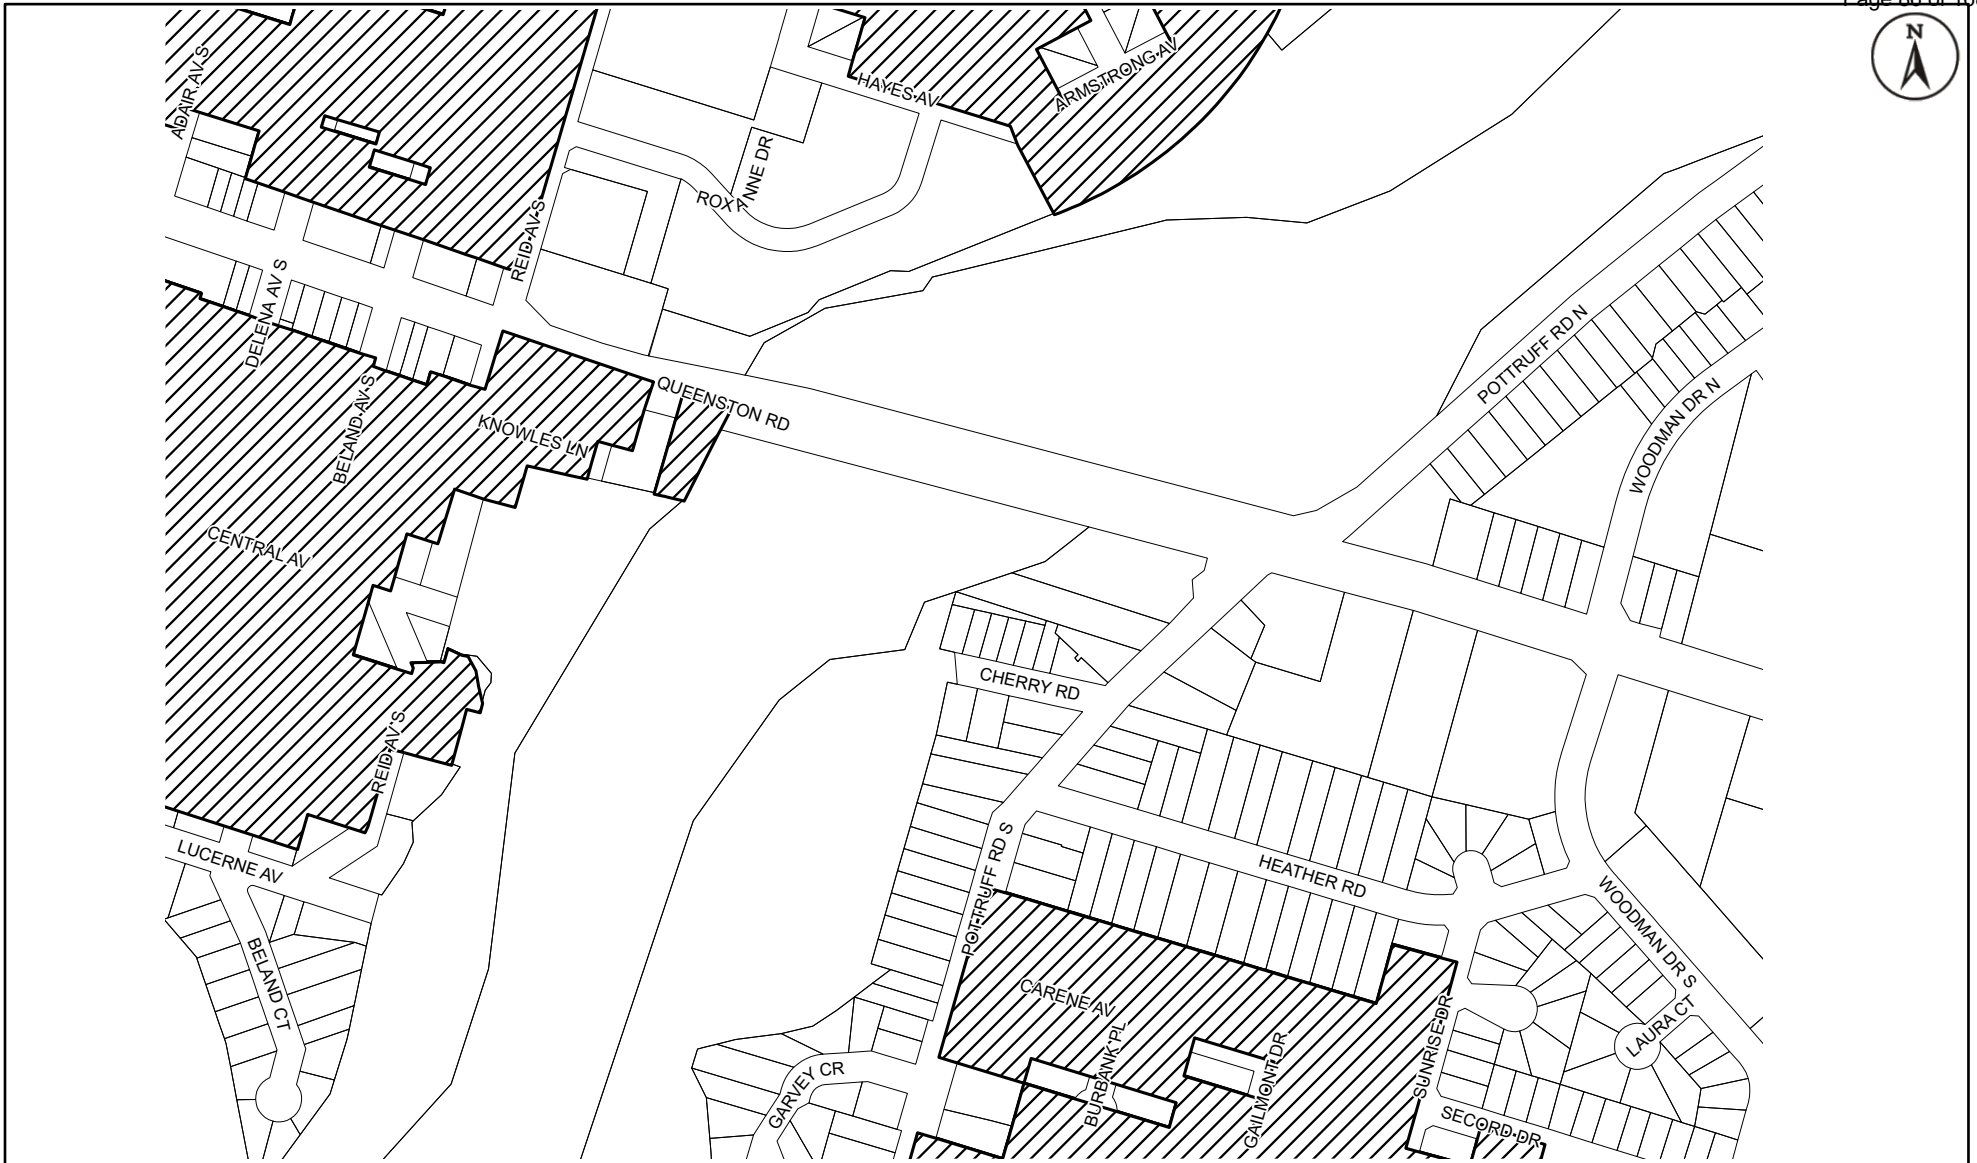 N
ADAIR AV S
HAYES AV
ARMSTRONG AV
ROXANNE DR
REID AV S
DELENA AV S
POTTRUFF RD N
BELAND AV S
QUEENSTON RD
KNOWLES LN
WOODMAN DR N
CENTRAL AV
CHERRY RD
REID AV S
LUCERNE AV
POTTRUFF RD S
HEATHER RD
WOODMAN DR S
BELAND CT
CARENE AV
BURBANK PL
GAILMONT DR
SUNRISE DR
LAURA CT
GARVEY CR
SECORD DR